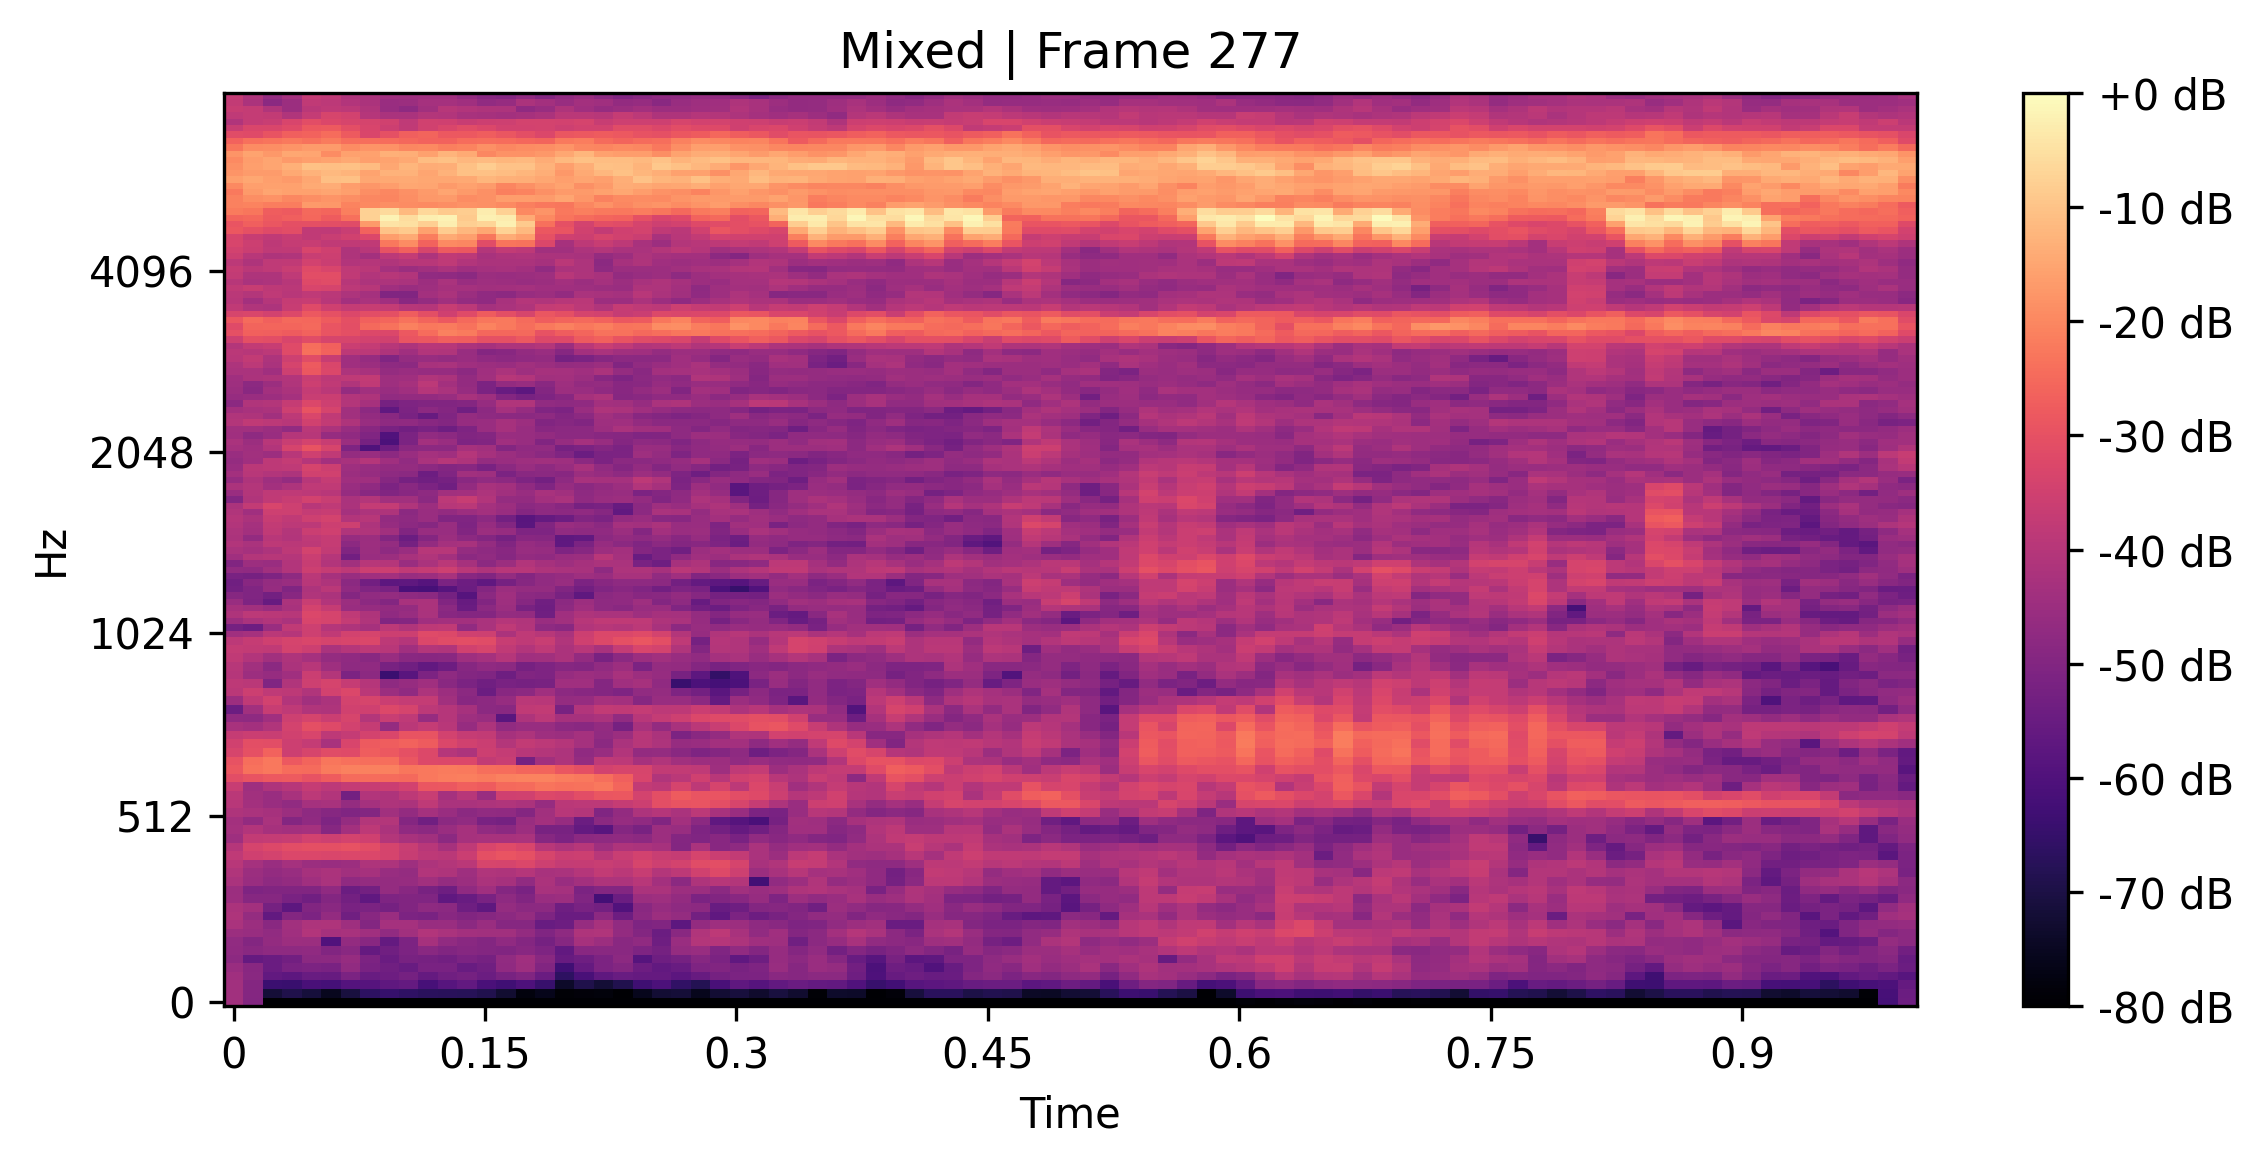 Mixed | Frame 277
+0 dB
-10 dB
-20 dB
-30 dB
-40 dB
-50 dB
-60 dB
-70 dB
-80 dB
Hz
4096
2048
1024
512
0
0 0.15 0.3 0.45 0.6 0.75 0.9
Time